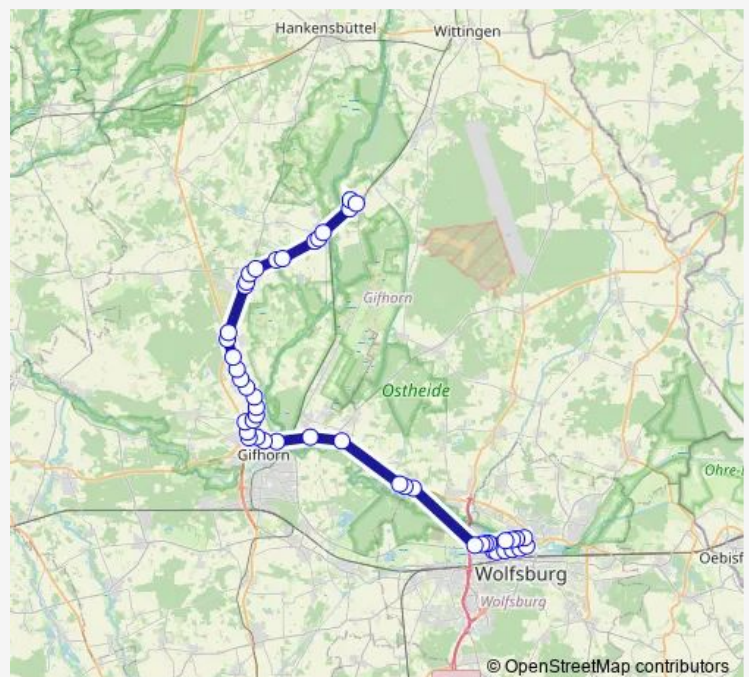 Hankensbüttel
Wittingen
Gifhorn
Ostheide
Gifhorn
Ohre-
Oebisf
Wolfsburg
Wolfsburg
© OpenStreetMap contributors